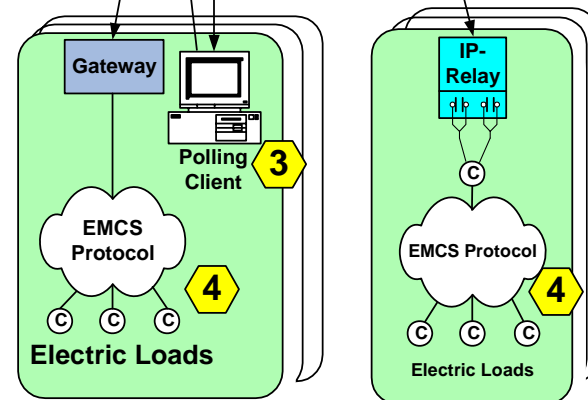 Gateway
Polling
Client
3
EMCS
Protocol
4
C C C
Electric Loads
IP-
Relay
C
EMCS Protocol
4
C C C
Electric Loads